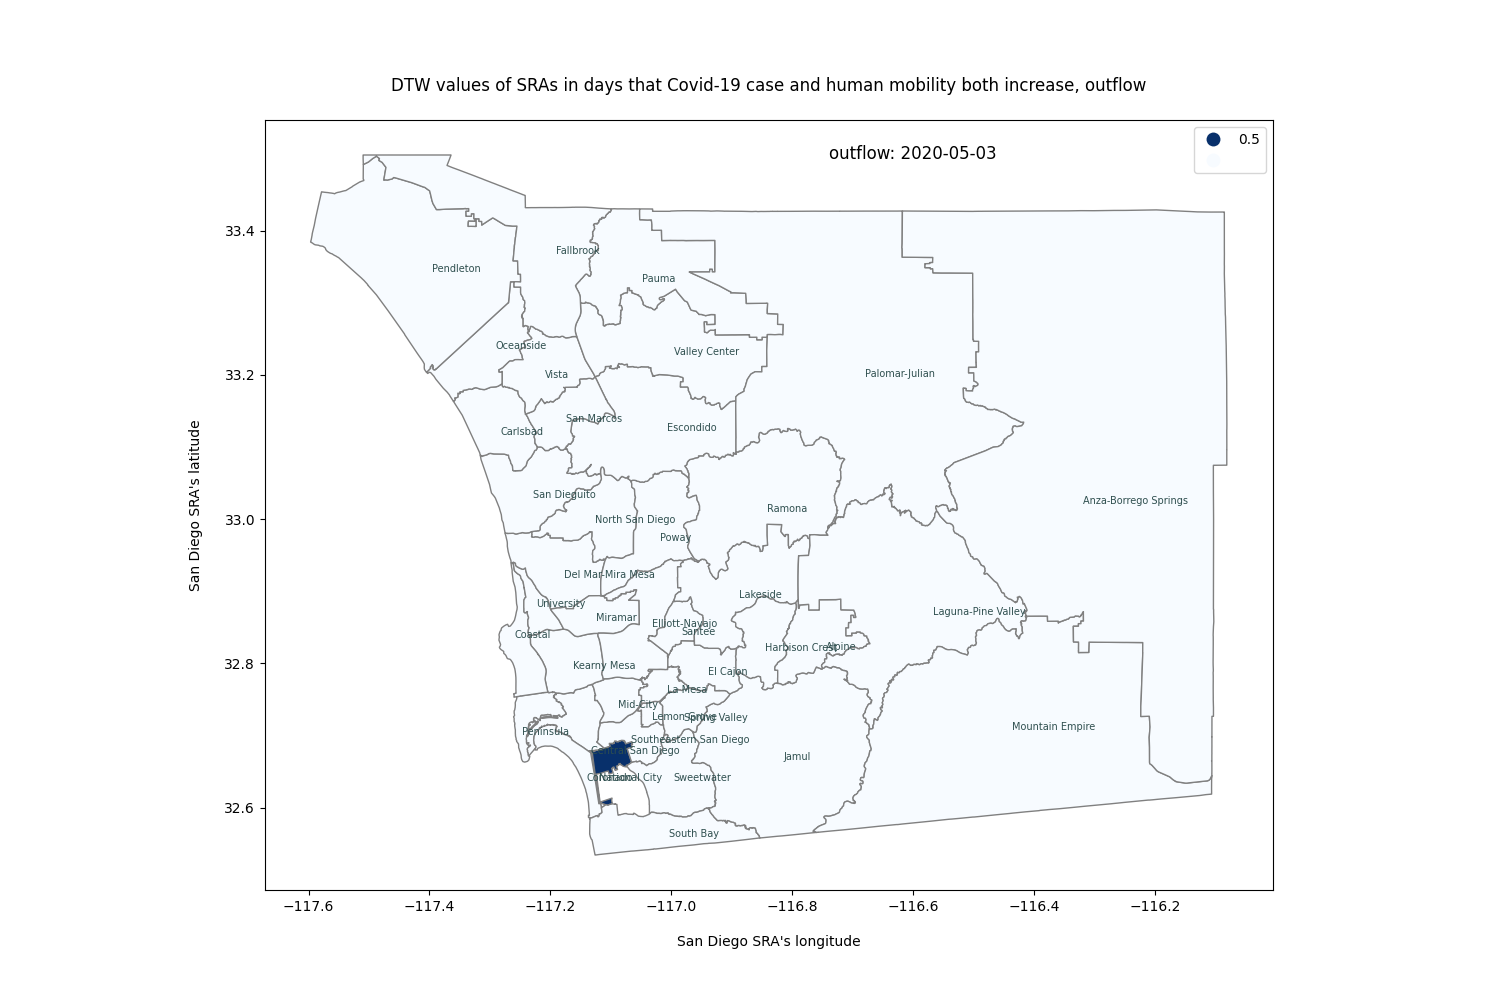 DTW values of SRAs in days that Covid-19 case and human mobility both increase, outflow
outflow: 2020-05-03
0.5
San Diego SRA's latitude
33.4
33.2
33.0
32.8
32.6
Fallbrook
Pendleton
Pauma
Oceanside
Valley Center
Vista
Palomar-Julian
San Marcos
Carlsbad
Escondido
San Dieguito
Anza-Borrego Springs
Ramona
North San Diego
Poway
Del Mar-Mira Mesa
Lakeside
University
Laguna-Pine Valley
Miramar
Elliott-Navajo
Santee
Coastal
Harbison Crest
Alpine
Kearny Mesa
El Cajon
La Mesa
Mid-City
Lemon Grove
Spring Valley
Mountain Empire
Peninsula
Southeastern San Diego
Central San Diego
Jamul
Coronado
National City
Sweetwater
South Bay
−117.6
−117.4
−117.2
−117.0
−116.8
−116.6
−116.4
−116.2
San Diego SRA's longitude